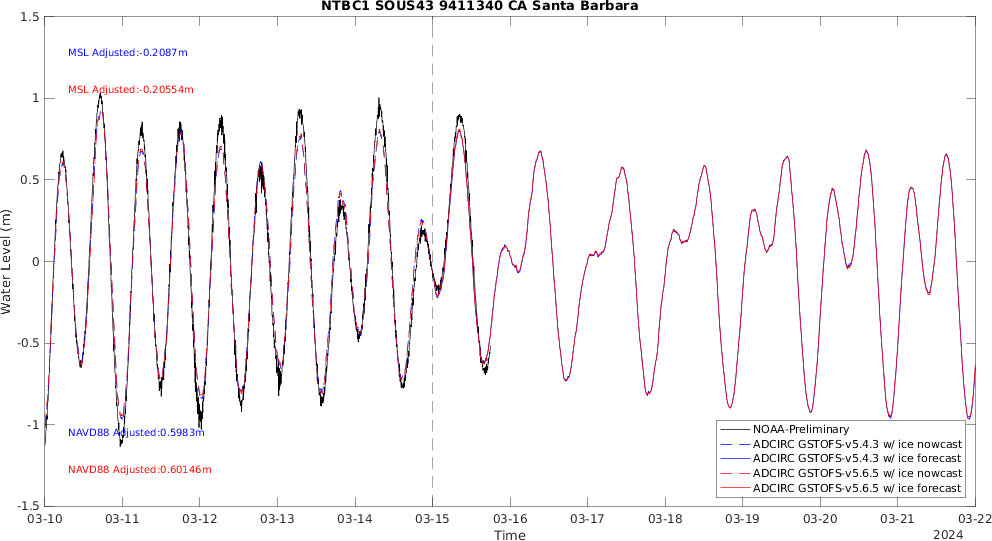 NTBC1 SOUS43 9411340 CA Santa Barbara
1.5
1
0.5
0
-0.5
-1
-1.5
Water Level (m)
MSL Adjusted:-0.2087m
MSL Adjusted:-0.20554m
NAVD88 Adjusted:0.5983m
NAVD88 Adjusted:0.60146m
NOAA-Preliminary
ADCIRC GSTOFS-v5.4.3 w/ ice nowcast
ADCIRC GSTOFS-v5.4.3 w/ ice forecast
ADCIRC GSTOFS-v5.6.5 w/ ice nowcast
ADCIRC GSTOFS-v5.6.5 w/ ice forecast
03-10 03-11 03-12 03-13 03-14 03-15 03-16 03-17 03-18 03-19 03-20 03-21 03-22
Time
2024